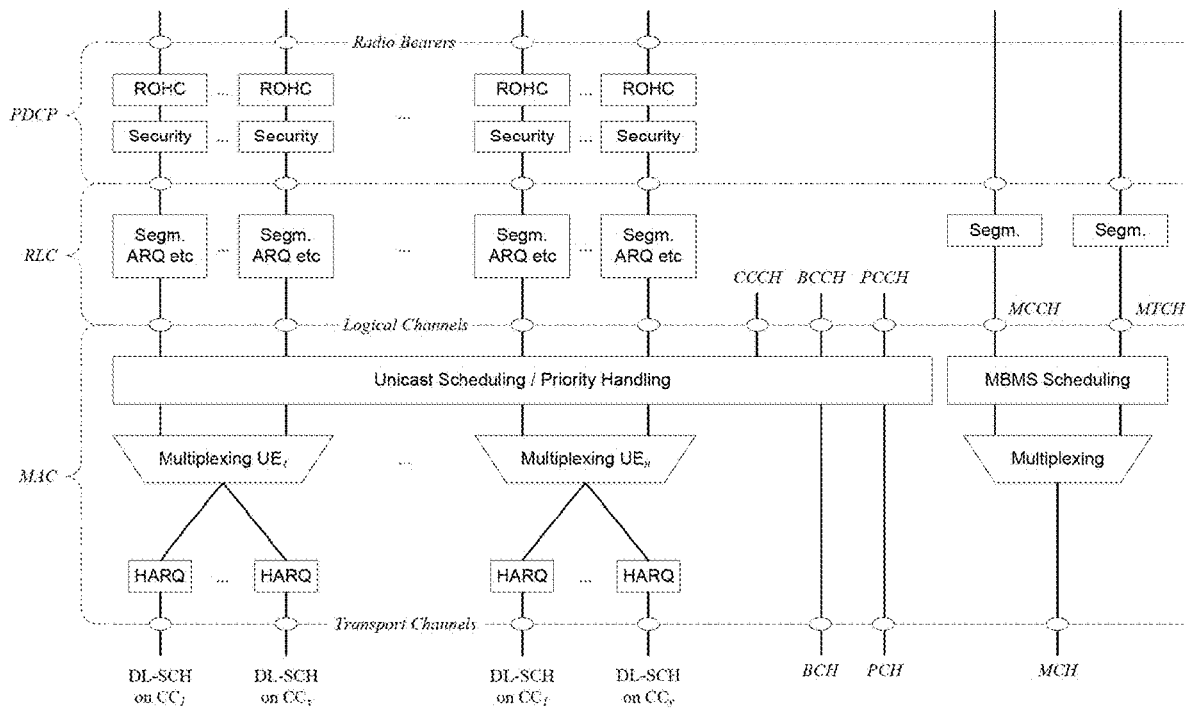 Radio Bearers
ROHC ... ROHC ROHC ... ROHC
PDCP ...
Security ... Security Security ... Security
Segm. ARQ etc ... Segm. ARQ etc ... Segm. ARQ etc ... Segm. ARQ etc Segm. Segm.
RLC
CCCH BCCH PCCH
Logical Channels MCCH MTCH
Unicast Scheduling / Priority Handling MBMS Scheduling
Multiplexing UE1 ... Multiplexing UEn Multiplexing
MAC
HARQ ... HARQ HARQ ... HARQ
Transport Channels
DL-SCH DL-SCH DL-SCH DL-SCH BCH PCH MCH
on CC1 on CCx on CC1 on CCy